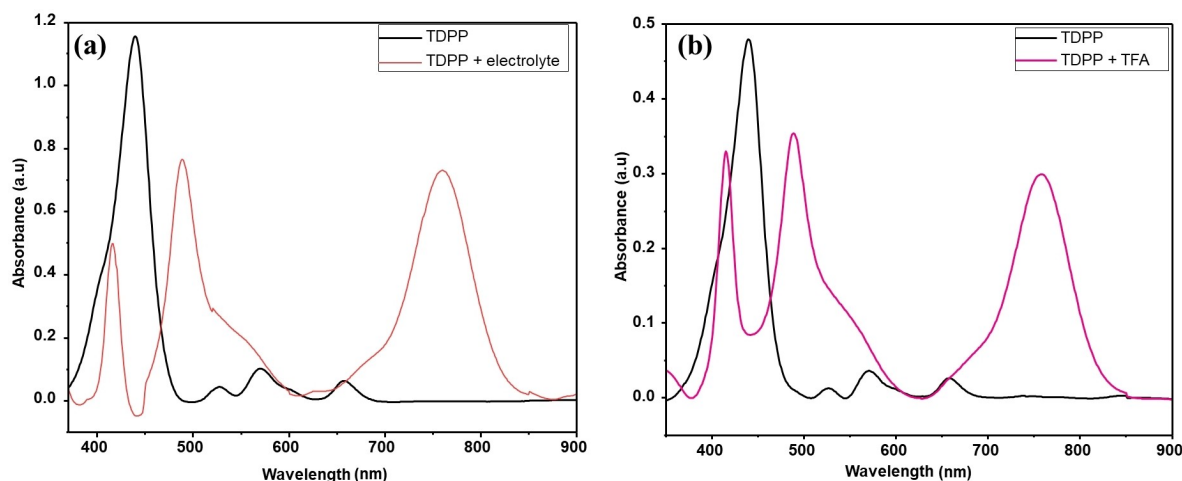 (a)
TDPP
TDPP + electrolyte
1.2
1.0
0.8
0.6
0.4
0.2
0.0
Absorbance (a.u)
400 500 600 700 800 900
Wavelength (nm)
(b)
TDPP
TDPP + TFA
0.5
0.4
0.3
0.2
0.1
0.0
Absorbance (a.u)
400 500 600 700 800 900
Wavelength (nm)